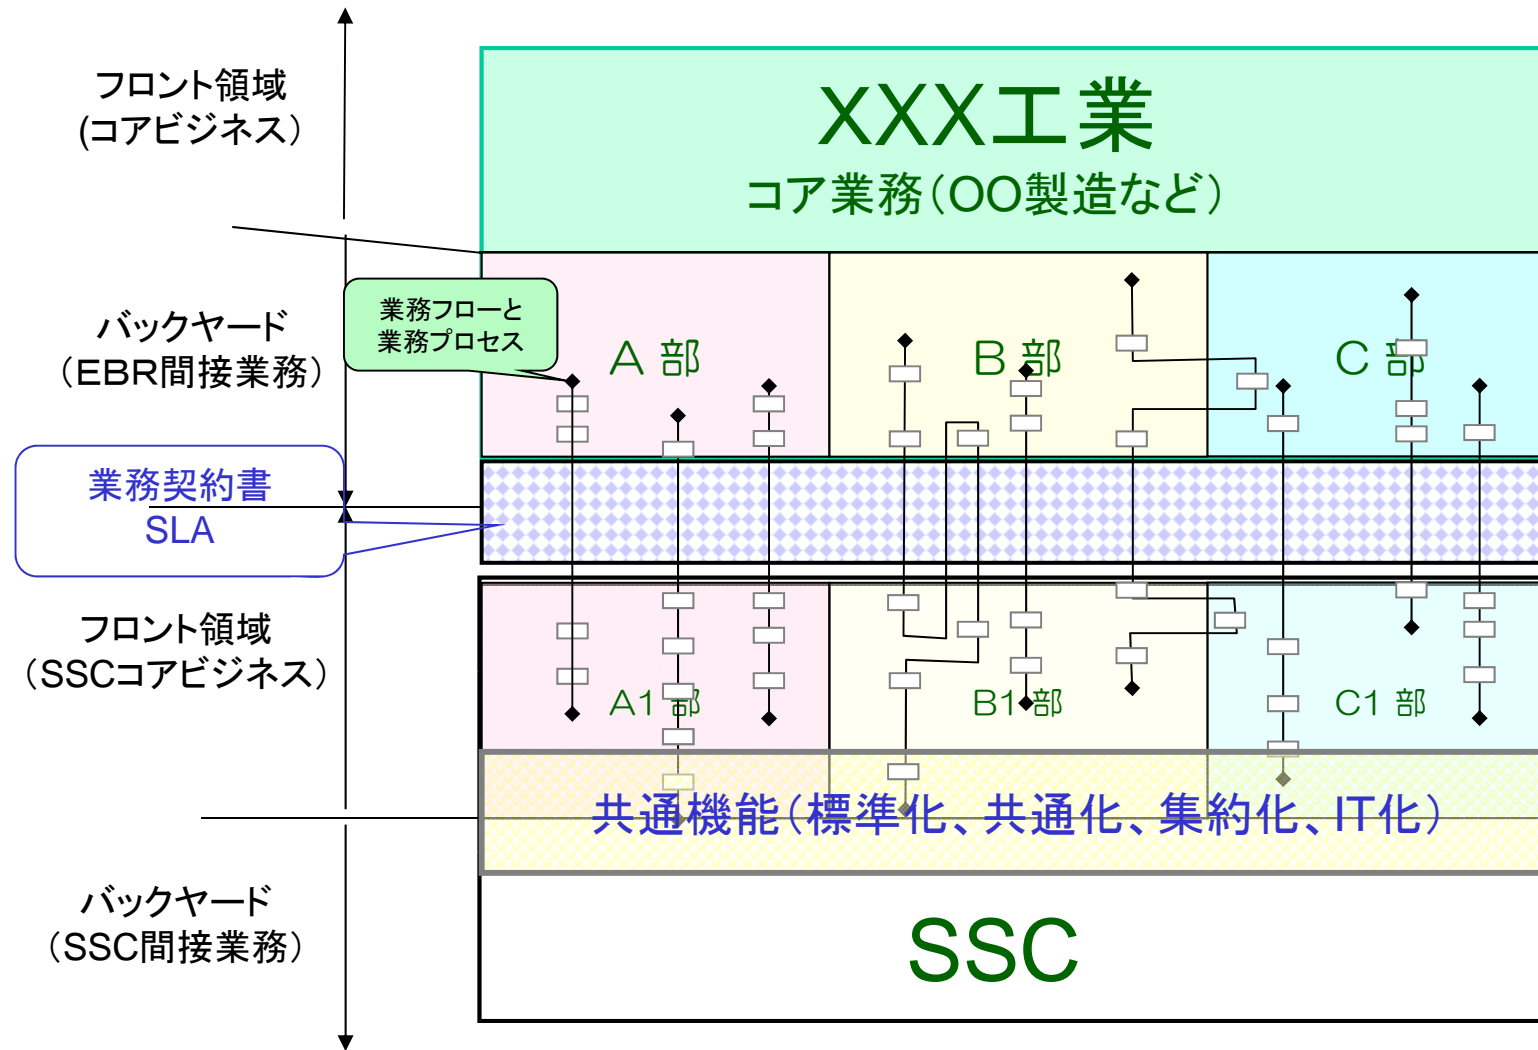 フロント領域
(コアビジネス）
XXX工業
コア業務（OO製造など）
バックヤード
（EBR間接業務）
業務フローと
業務プロセス
A 部
B 部
C 部
業務契約書
SLA
フロント領域
（SSCコアビジネス）
A1 部
B1 部
C1 部
共通機能（標準化、共通化、集約化、IT化）
バックヤード
（SSC間接業務）
SSC